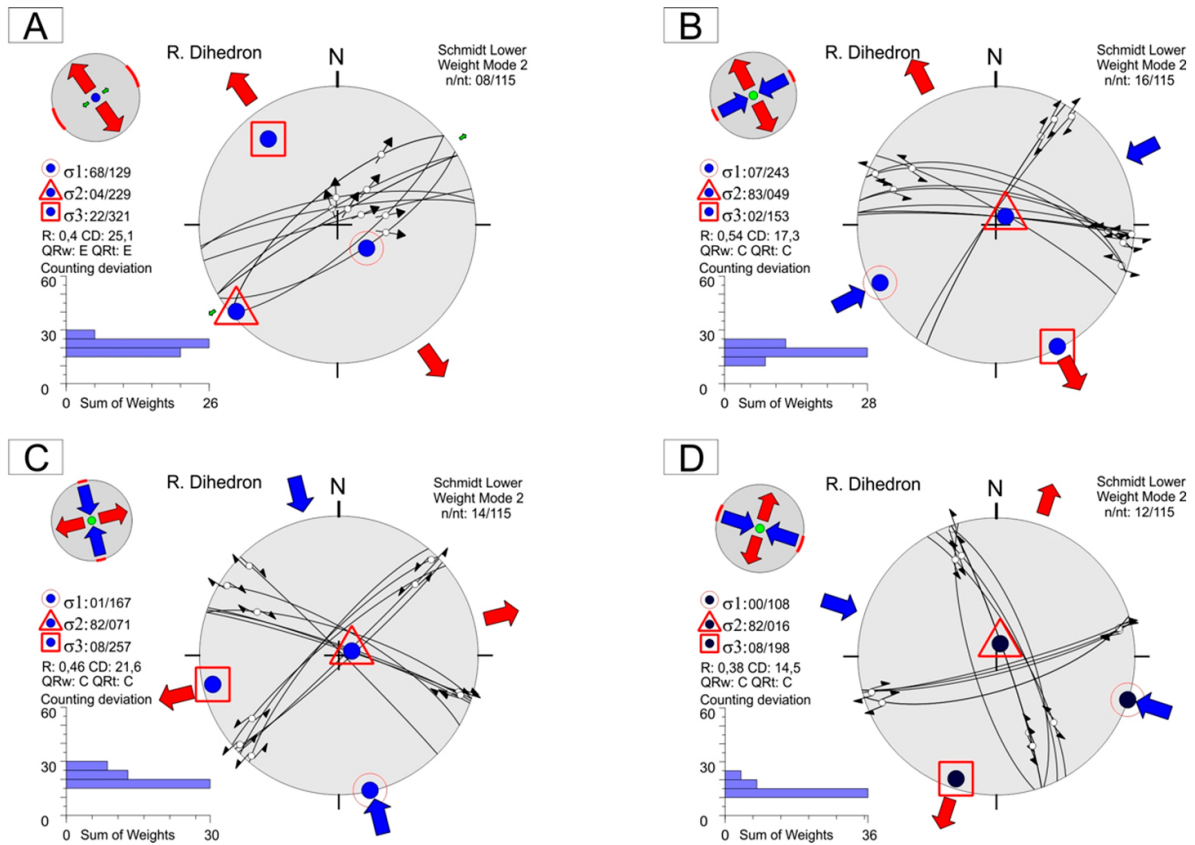 A
R. Dihedron
N
Schmidt Lower
Weight Mode 2
n/nt: 08/115
σ1:68/129
σ2:04/229
σ3:22/321
R: 0,4 CD: 25,1
QRw: E QRt: E
Counting deviation
60
30
0
0 Sum of Weights 26
B
R. Dihedron
N
Schmidt Lower
Weight Mode 2
n/nt: 16/115
σ1:07/243
σ2:83/049
σ3:02/153
R: 0,54 CD: 17,3
QRw: C QRt: C
Counting deviation
60
30
0
0 Sum of Weights 28
C
R. Dihedron
N
Schmidt Lower
Weight Mode 2
n/nt: 14/115
σ1:01/167
σ2:82/071
σ3:08/257
R: 0,46 CD: 21,6
QRw: C QRt: C
Counting deviation
60
30
0
0 Sum of Weights 30
D
R. Dihedron
N
Schmidt Lower
Weight Mode 2
n/nt: 12/115
σ1:00/108
σ2:82/016
σ3:08/198
R: 0,38 CD: 14,5
QRw: C QRt: C
Counting deviation
60
30
0
0 Sum of Weights 36